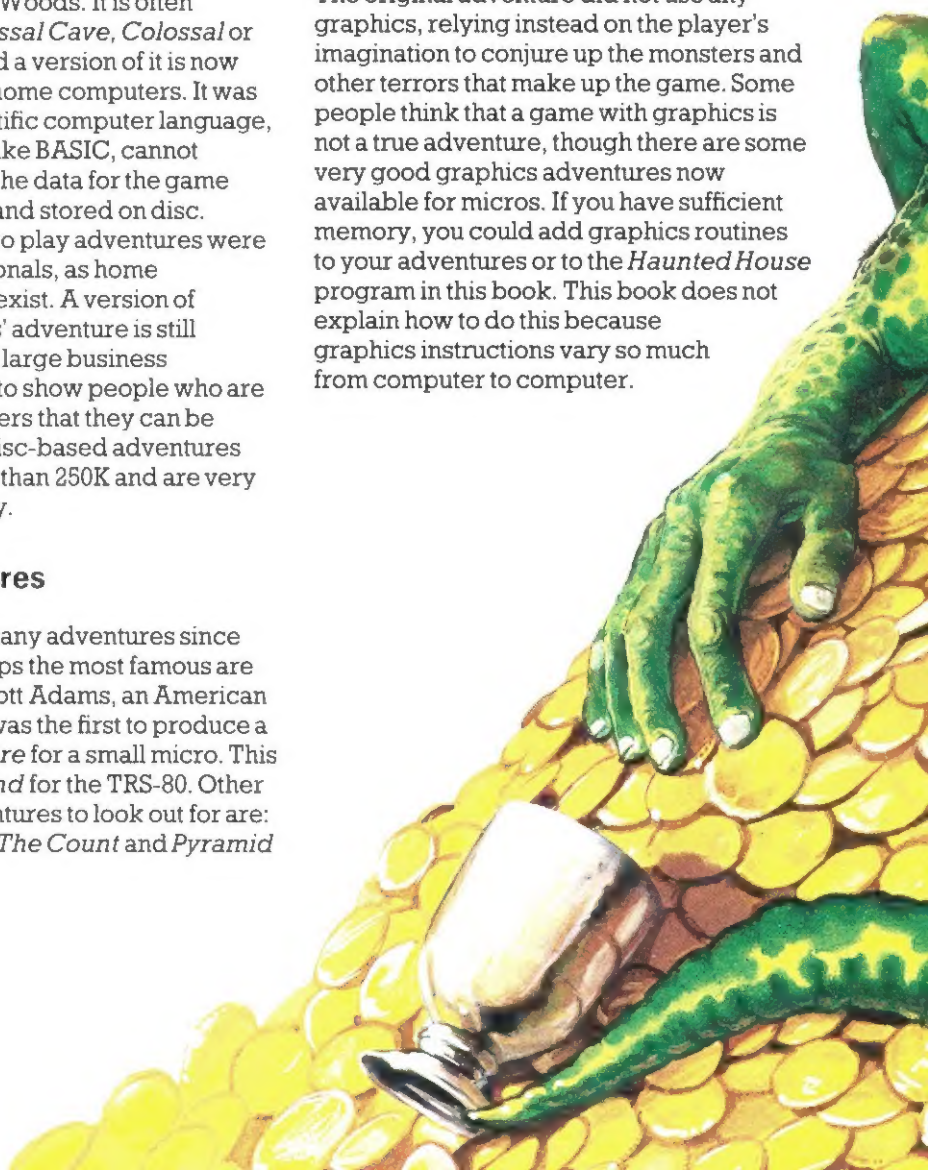 Woods. It is often
ssal Cave, Colossal or
d a version of it is now
ome computers. It was
tific computer language,
ke BASIC, cannot
he data for the game
and stored on disc.
o play adventures were
onals, as home
exist. A version of
s' adventure is still
large business
to show people who are
ers that they can be
isc-based adventures
than 250K and are very
y.
res
any adventures since
ps the most famous are
ott Adams, an American
was the first to produce a
re for a small micro. This
nd for the TRS-80. Other
ntures to look out for are:
The Count and Pyramid
The original adventure did not use any
graphics, relying instead on the player's
imagination to conjure up the monsters and
other terrors that make up the game. Some
people think that a game with graphics is
not a true adventure, though there are some
very good graphics adventures now
available for micros. If you have sufficient
memory, you could add graphics routines
to your adventures or to the Haunted House
program in this book. This book does not
explain how to do this because
graphics instructions vary so much
from computer to computer.